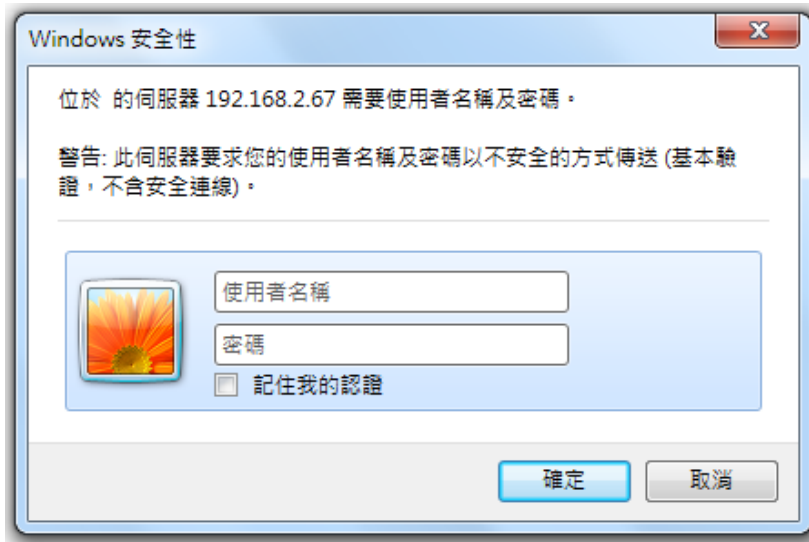 Windows 安全性
位於  的伺服器 192.168.2.67 需要使用者名稱及密碼。
警告: 此伺服器要求您的使用者名稱及密碼以不安全的方式傳送 (基本驗
證，不含安全連線)。
使用者名稱
密碼
記住我的認證
確定
取消